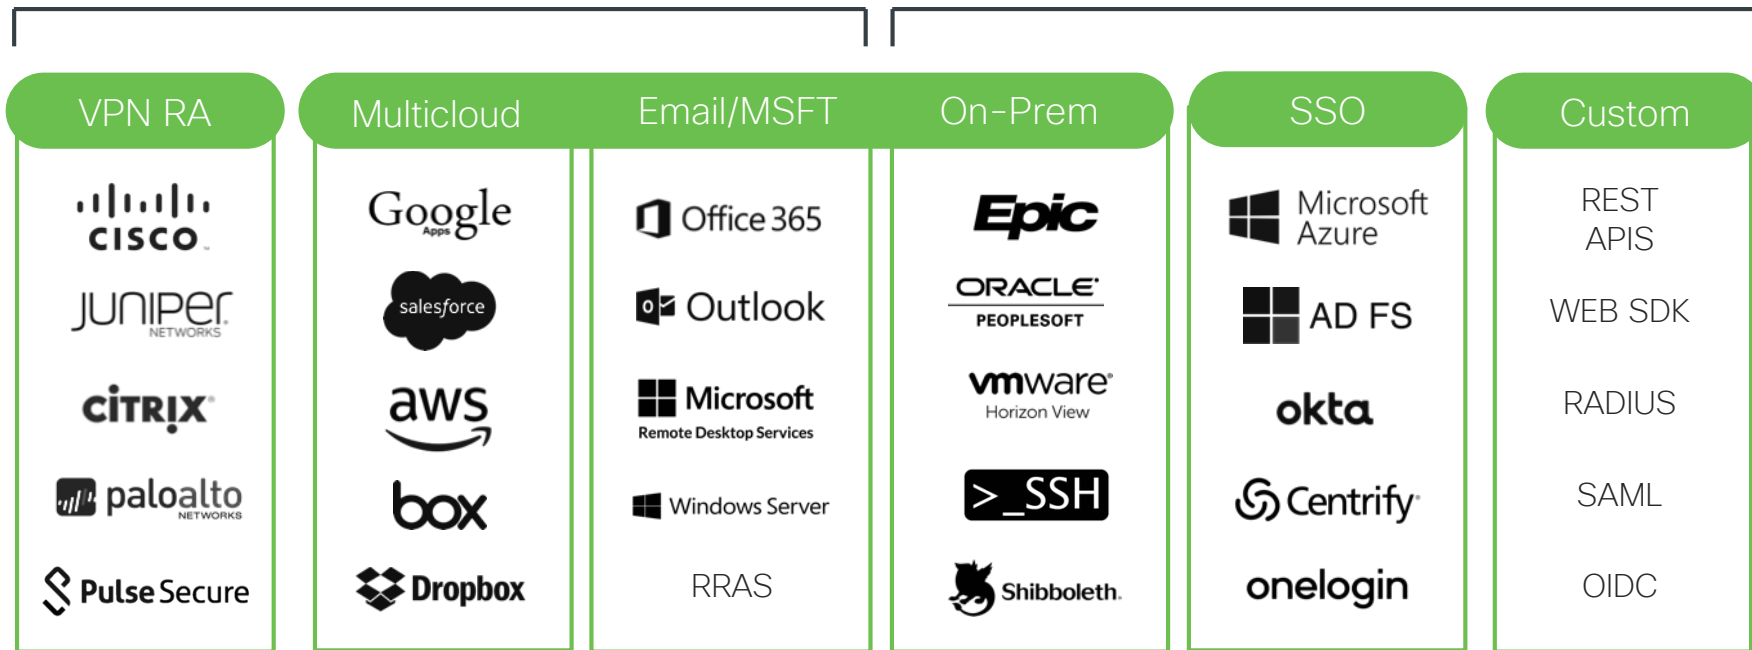 VPN RA
Multicloud
Email/MSFT
On-Prem
SSO
Custom
CISCO
JUNIPER
NETWORKS
CITRIX
paloalto
NETWORKS
Pulse Secure
Google
Apps
salesforce
aws
box
Dropbox
Office 365
Outlook
Microsoft
Remote Desktop Services
Windows Server
RRAS
Epic
ORACLE
PEOPLESOFT
vmware
Horizon View
>_SSH
Shibboleth.
Microsoft
Azure
AD FS
okta
Centrify
onelogin
REST
APIS
WEB SDK
RADIUS
SAML
OIDC